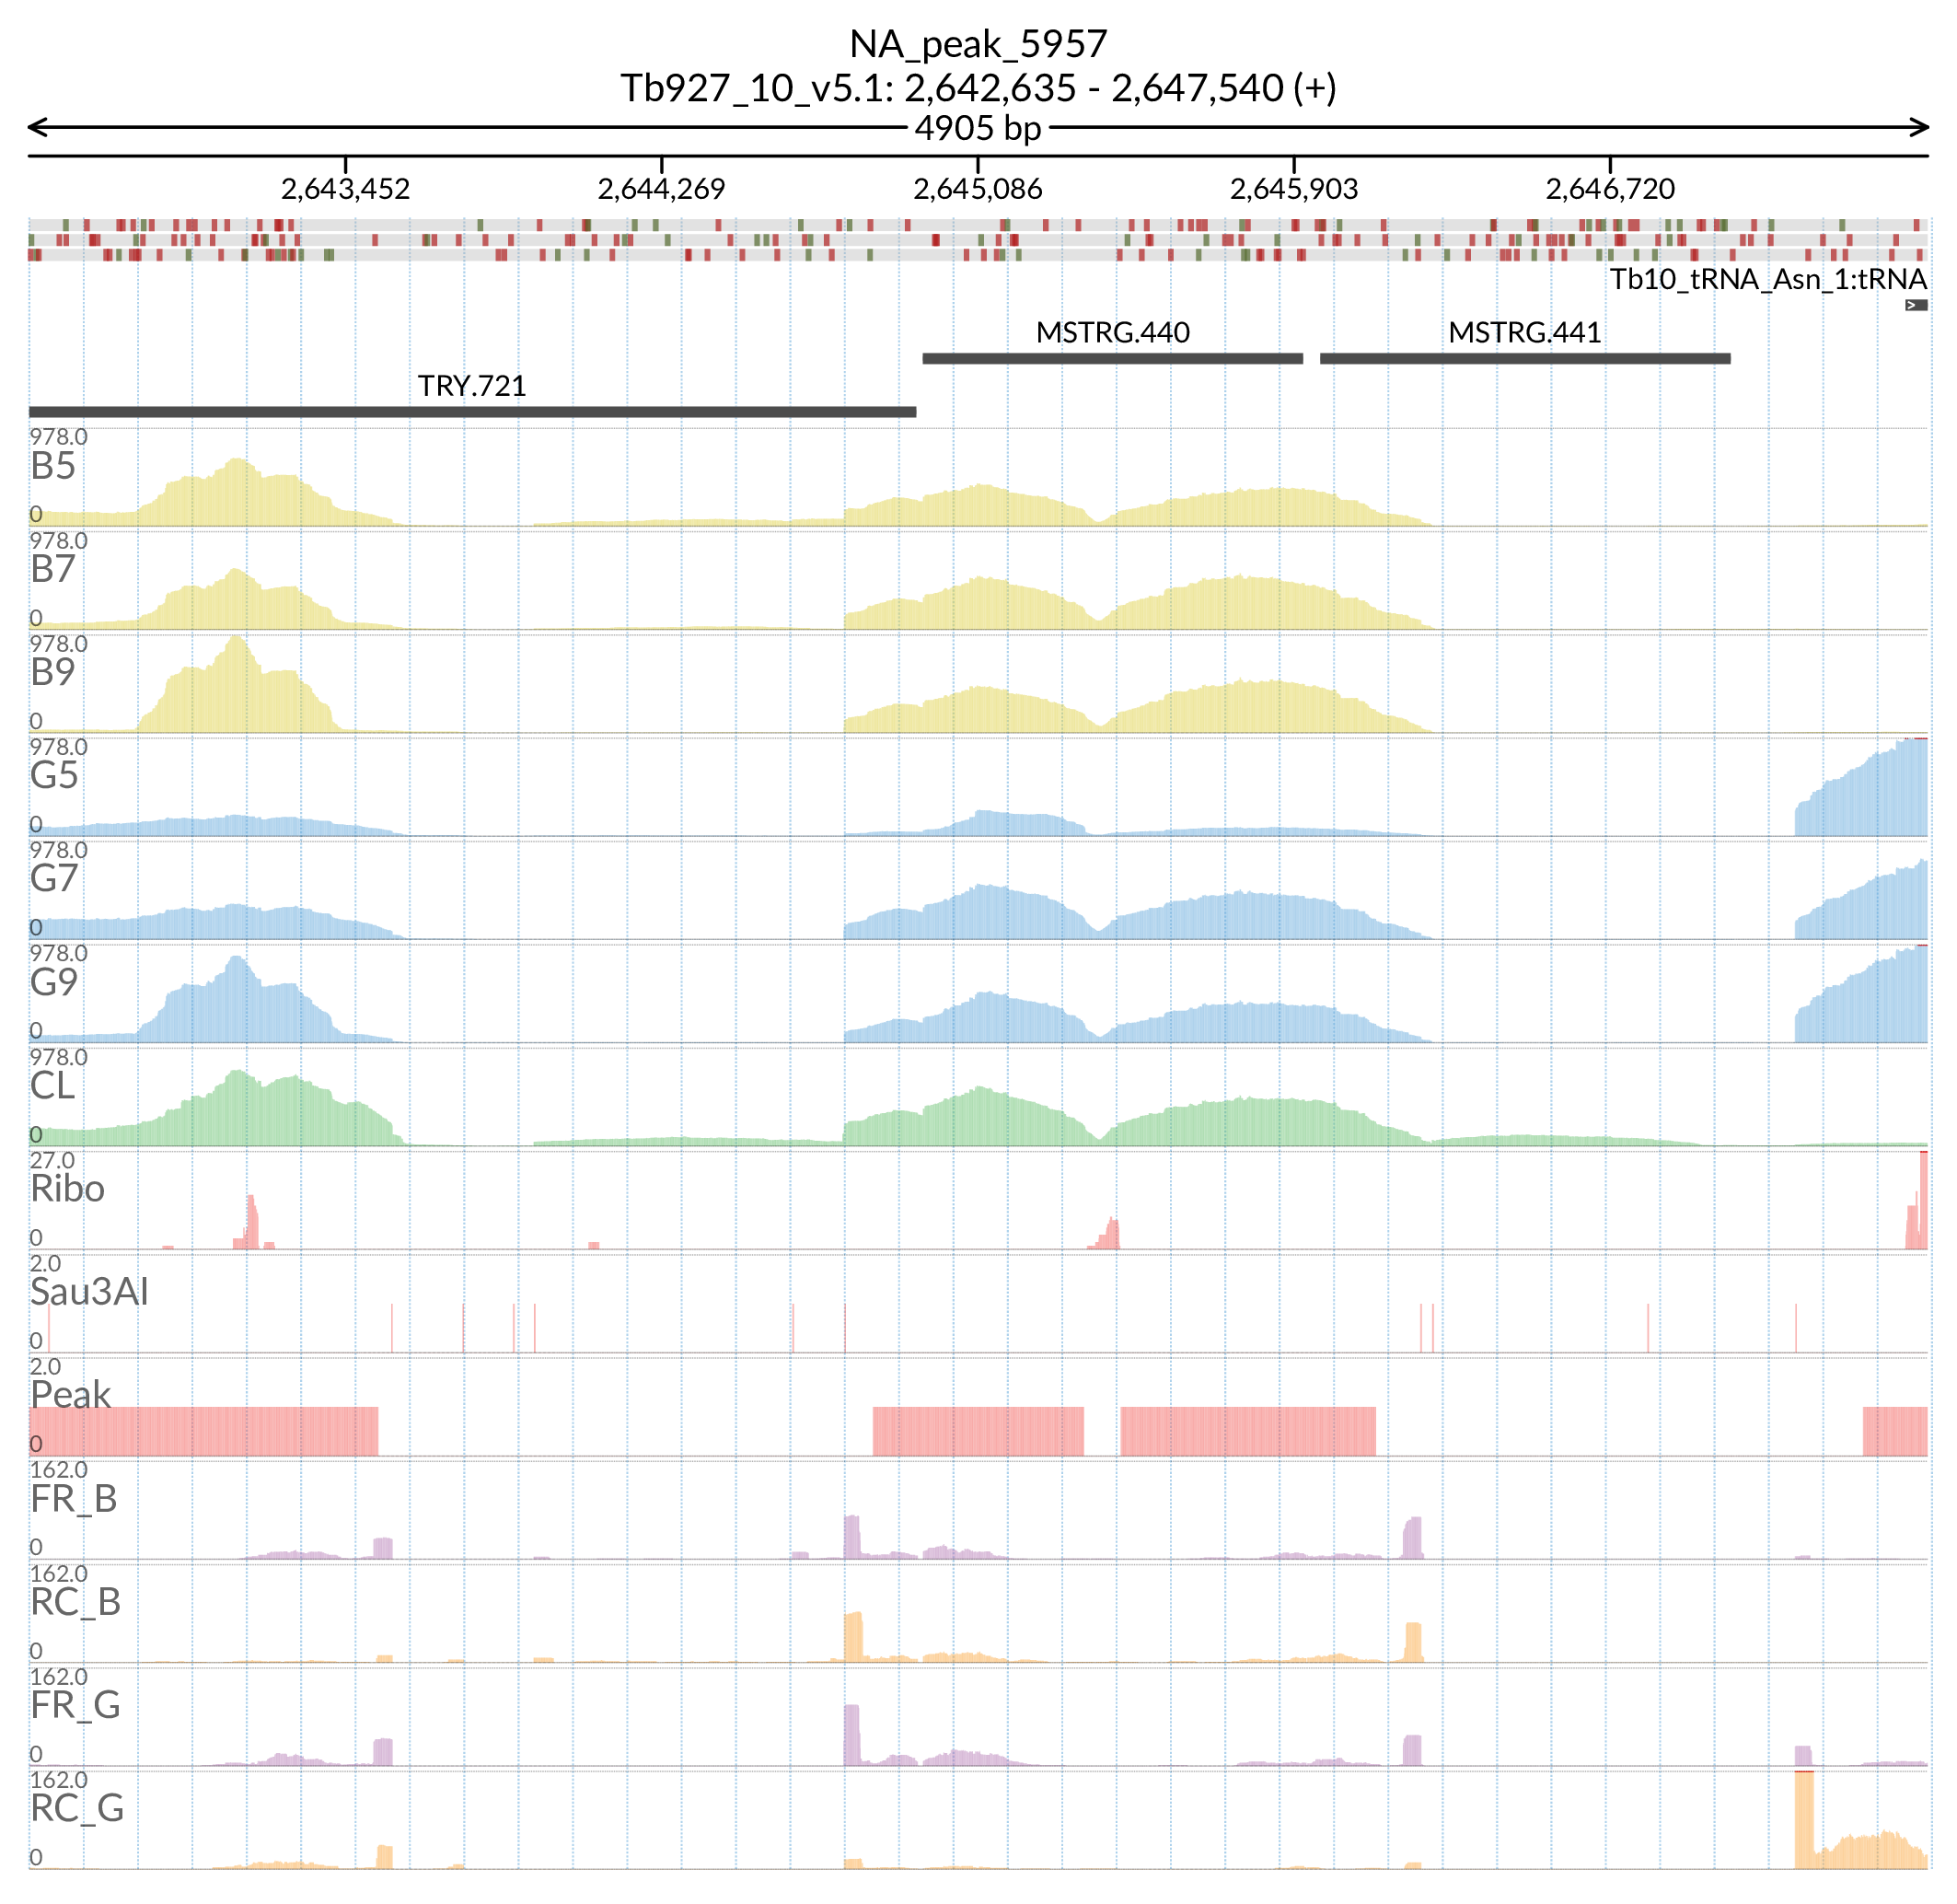 NA_peak_5957
Tb927_10_v5.1: 2,642,635 - 2,647,540 (+)
4905 bp
2,643,452 2,644,269 2,645,086 2,645,903 2,646,720
Tb10_tRNA_Asn_1:tRNA
>
MSTRG.440 MSTRG.441
TRY.721
978.0
B5
0
978.0
B7
0
978.0
B9
0
978.0
G5
0
978.0
G7
0
978.0
G9
0
978.0
CL
0
27.0
Ribo
0
2.0
Sau3AI
0
2.0
Peak
0
162.0
FR_B
0
162.0
RC_B
0
162.0
FR_G
0
162.0
RC_G
0